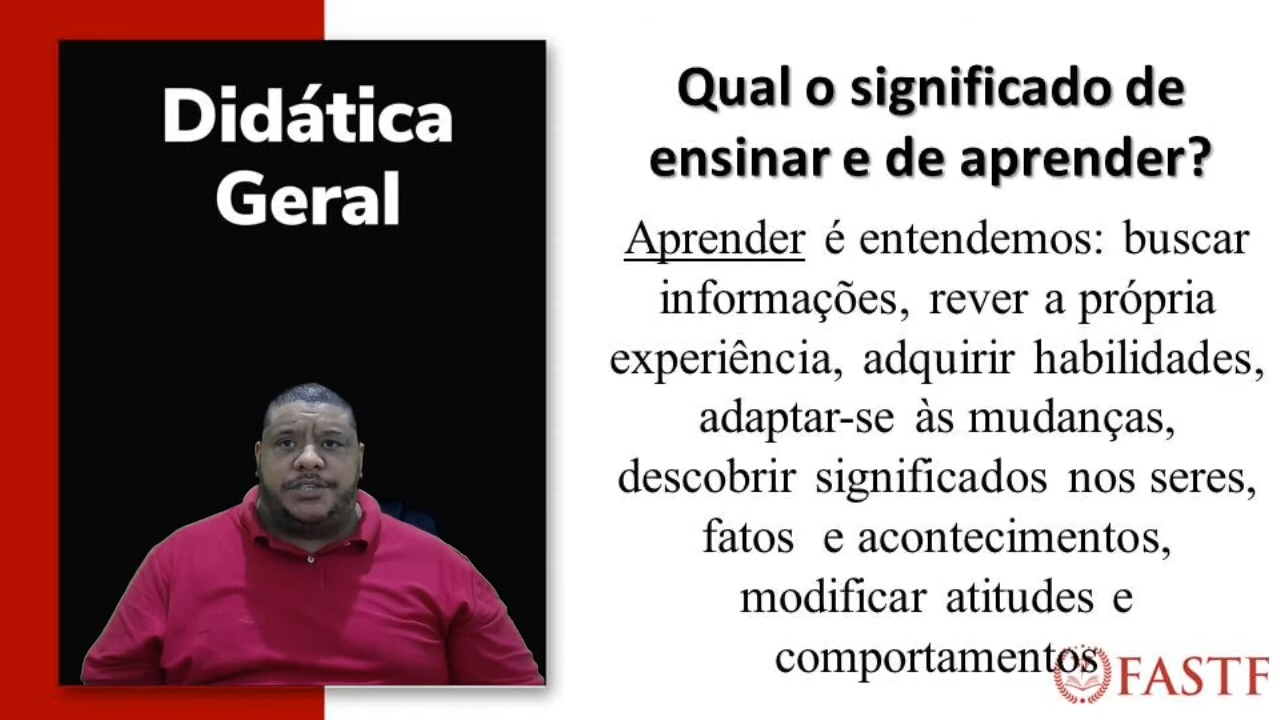 Didática
Geral
Qual o significado de
ensinar e de aprender?
Aprender é entendemos: buscar
informações, rever a própria
experiência, adquirir habilidades,
adaptar-se às mudanças,
descobrir significados nos seres,
fatos e acontecimentos,
modificar atitudes e
comportamentos
FASTF